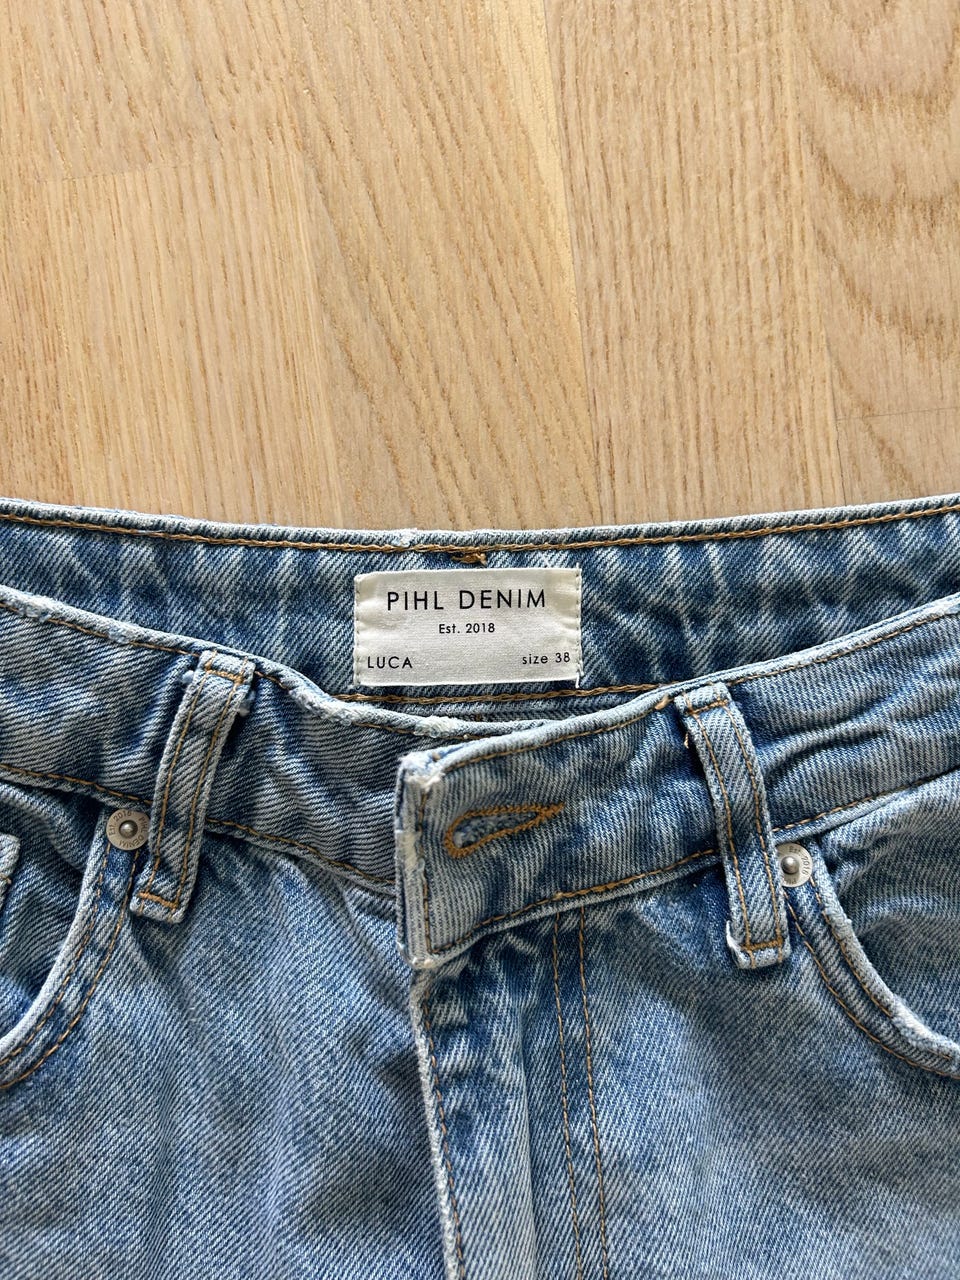 PIHL DENIM
Est. 2018
LUCA size 38